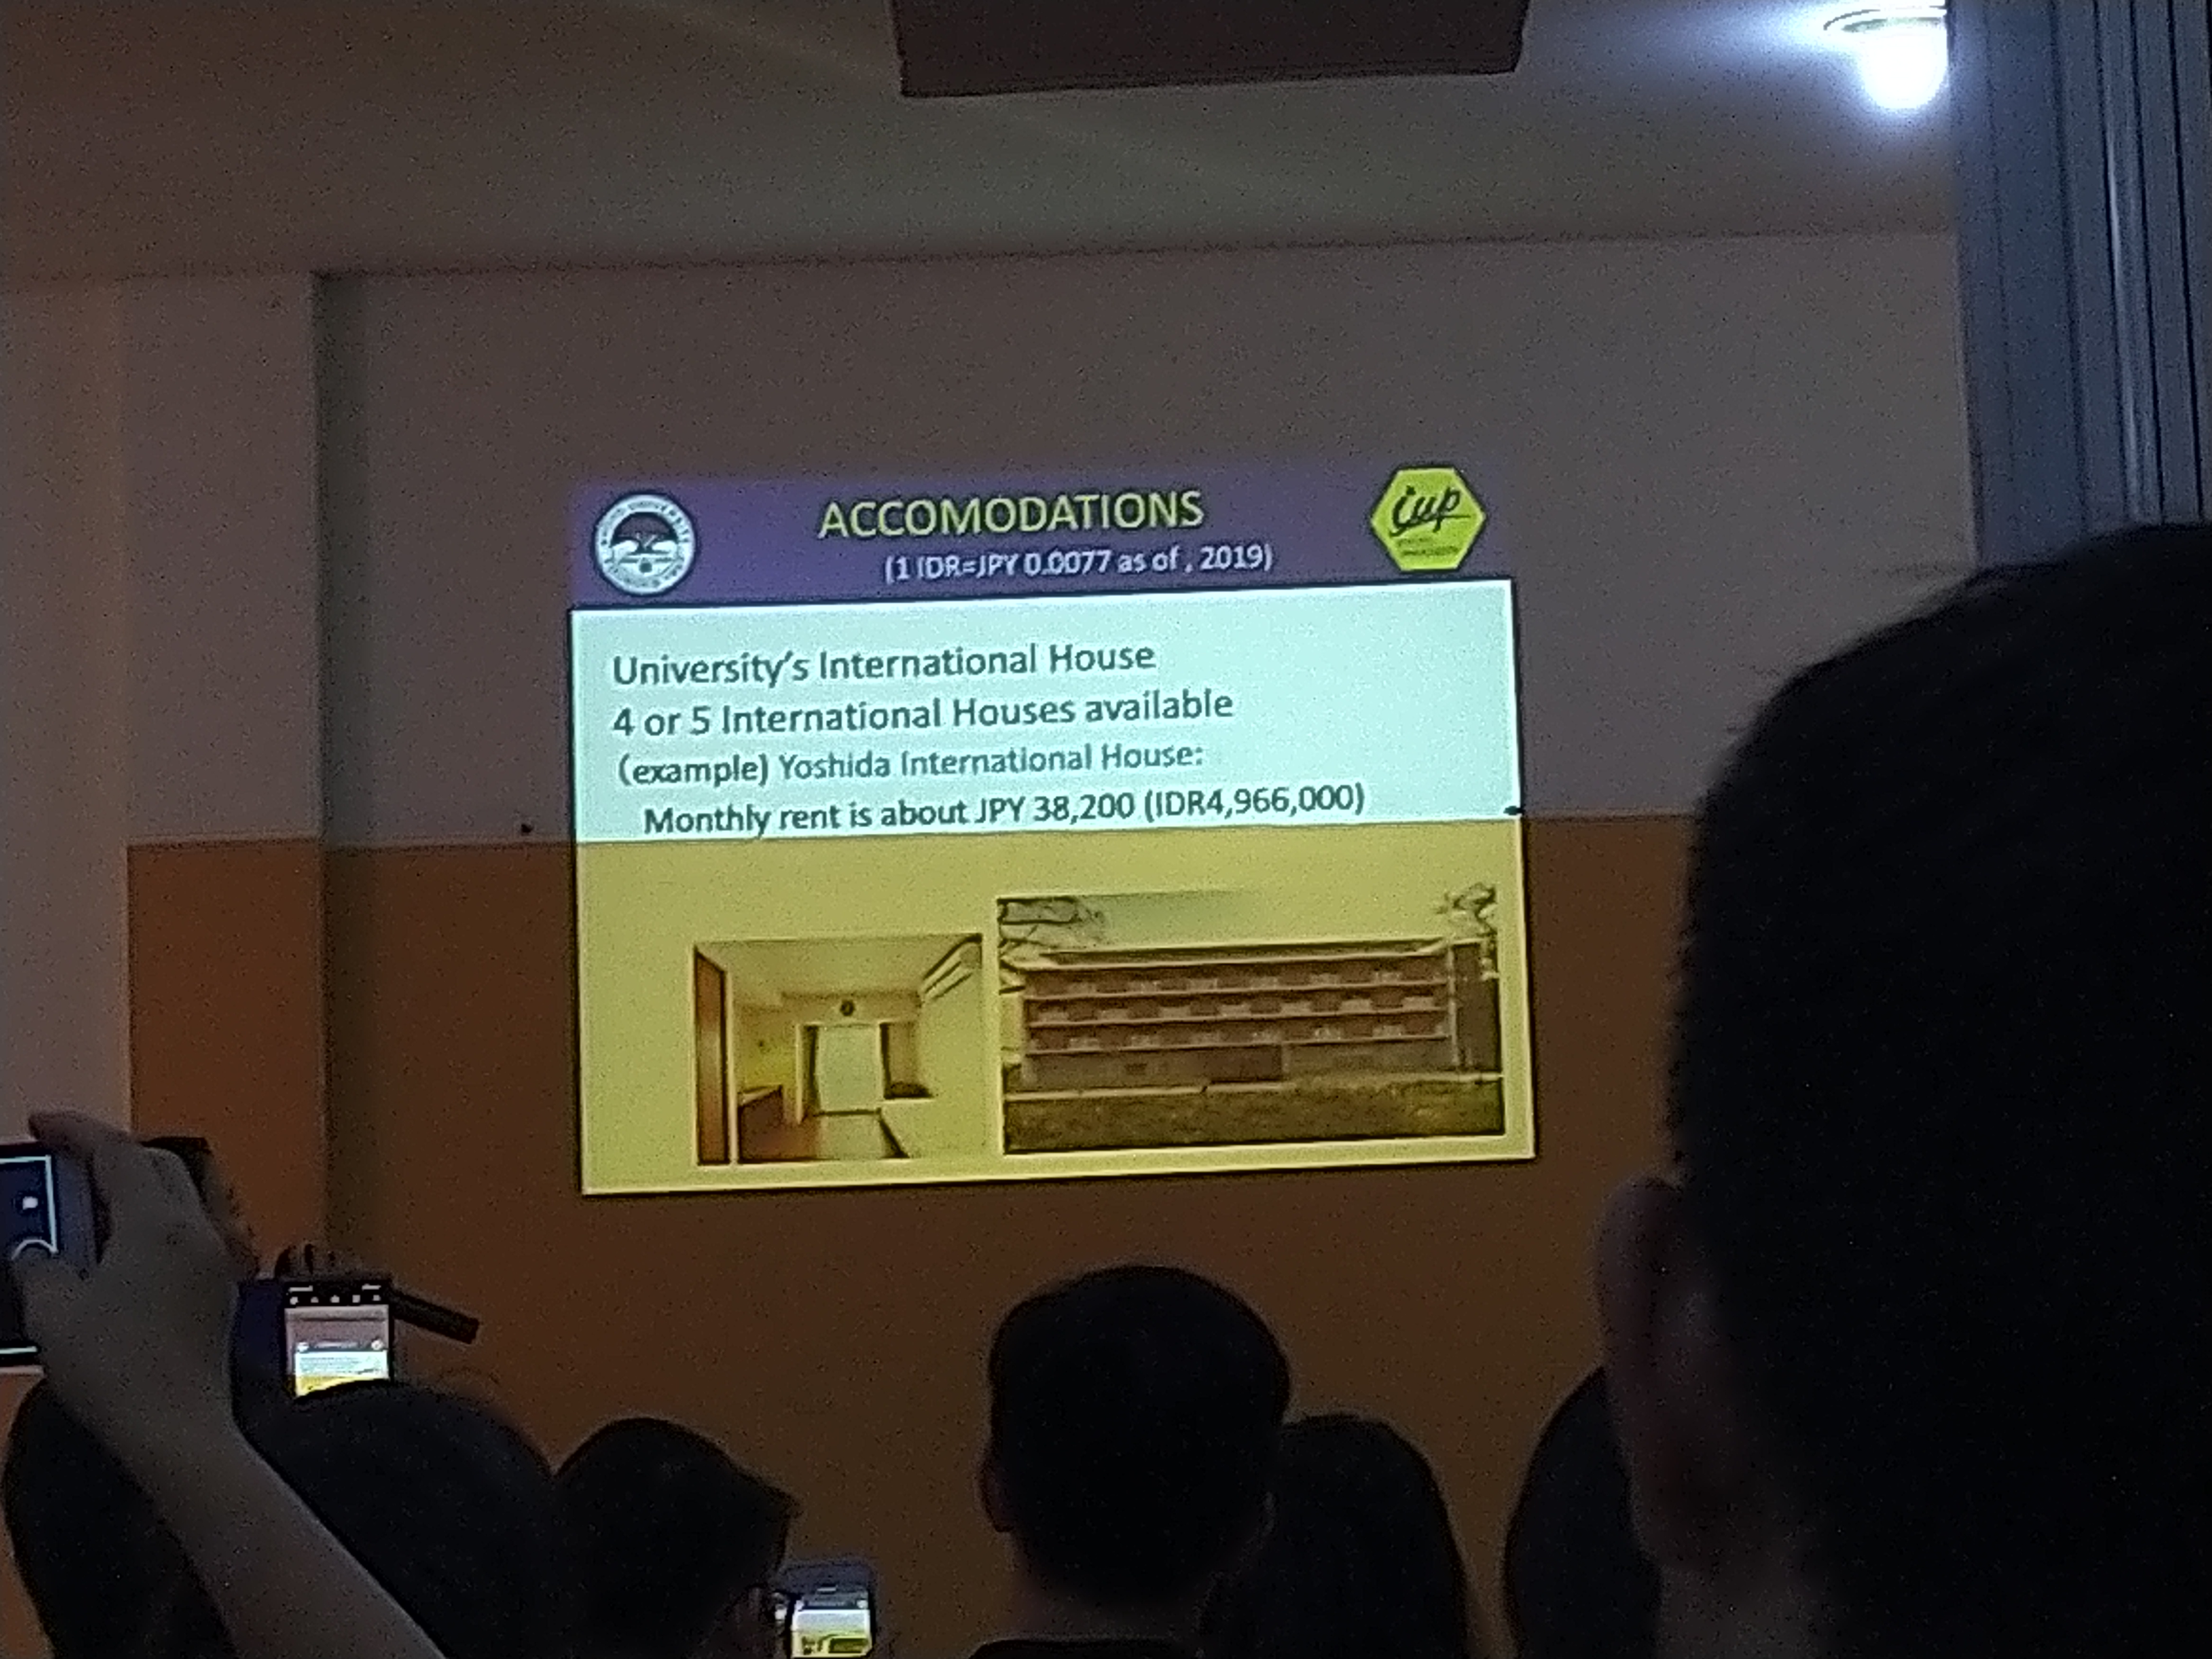 ACCOMODATIONS
(1 IDR=JPY 0.0077 as of , 2019)
iup
University's International House
4 or 5 International Houses available
(example) Yoshida International House:
Monthly rent is about JPY 38,200 (IDR4,966,000)